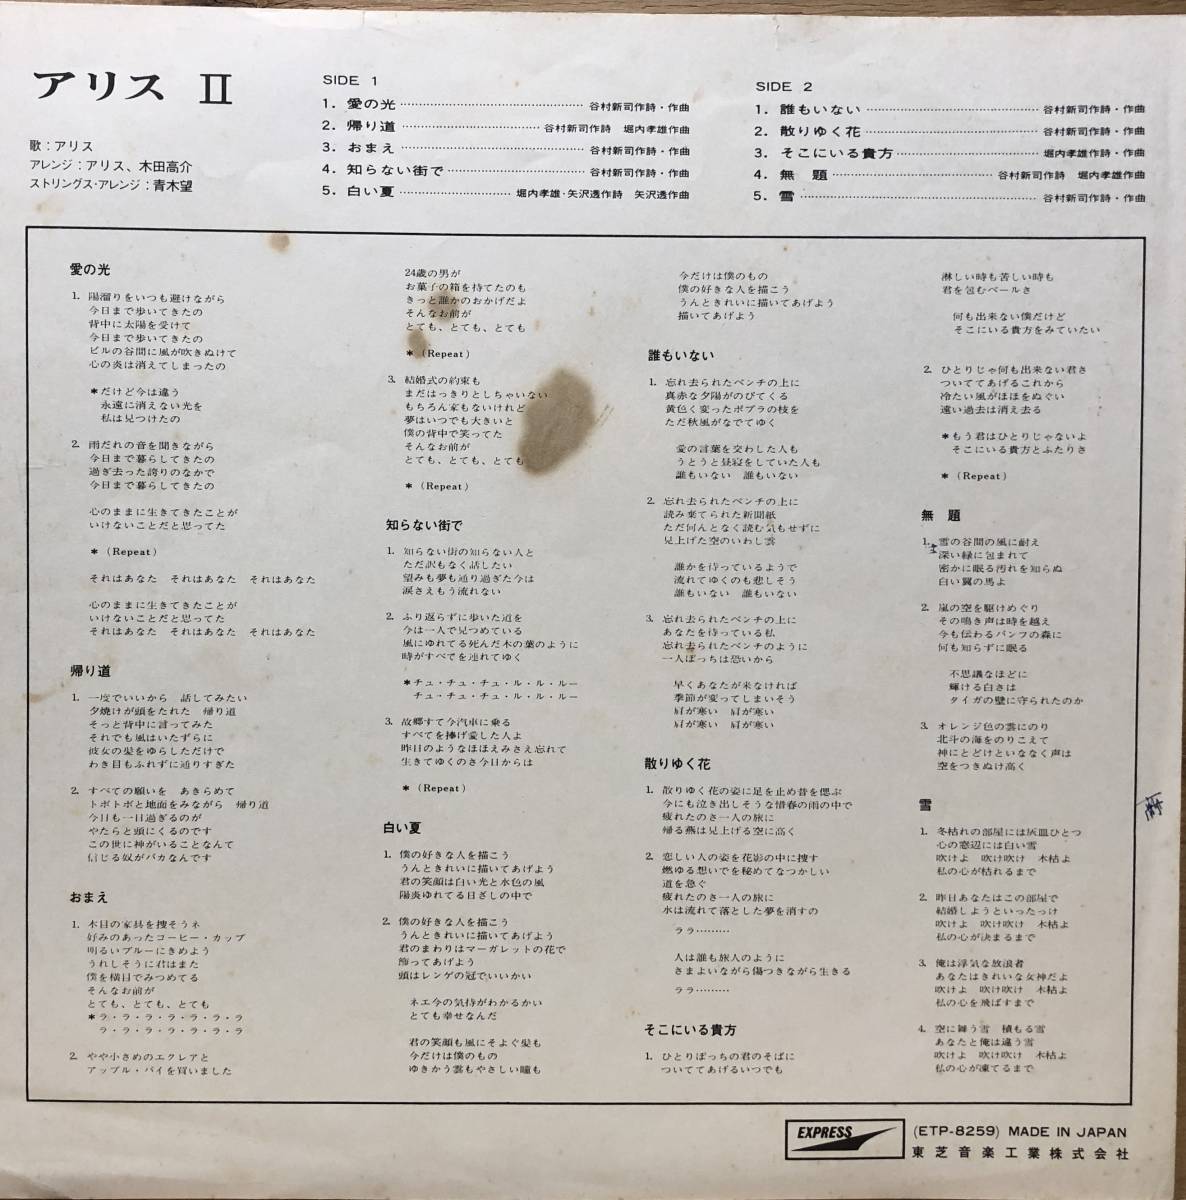 アリス II
歌：アリス
アレンジ：アリス、木田高介
ストリングス・アレンジ：青木望
SIDE 1
1. 愛の光 谷村新司作詩・作曲
2. 帰り道 谷村新司作詩 堀内孝雄作曲
3. おまえ 谷村新司作詩・作曲
4. 知らない街で 谷村新司作詩・作曲
5. 白い夏 堀内孝雄・矢沢透作詩 矢沢透作曲
SIDE 2
1. 誰もいない 谷村新司作詩・作曲
2. 散りゆく花 谷村新司作詩・作曲
3. そこにいる貴方 堀内孝雄作詩・作曲
4. 無 題 谷村新司作詩 堀内孝雄作曲
5. 雪 谷村新司作詩・作曲
愛の光
1. 陽溜りをいつも避けながら
今日まで歩いてきたの
背中に太陽を受けて
今日まで歩いてきたの
ビルの谷間に風が吹きぬけて
心の炎は消えてしまったの
＊だけど今は違う
永遠に消えない光を
私は見つけたの
2. 雨だれの音を聞きながら
今日まで暮らしてきたの
過ぎ去った誇りのなかで
今日まで暮らしてきたの
心のままに生きてきたことが
いけないことだと思ってた
＊(Repeat)
それはあなた それはあなた それはあなた
心のままに生きてきたことが
いけないことだと思ってた
それはあなた それはあなた それはあなた
帰り道
1. 一度でいいから 話してみたい
夕焼けが頭をたれた 帰り道
そっと背中に言ってみた
それでも風はいたずらに
彼女の髪をゆらしただけで
わき目もふれずに通りすぎた
2. すべての願いを あきらめて
トボトボと地面をみながら 帰り道
今日も一日過ぎるのが
やたらと頭にくるのです
この世に神がいることなんて
信じる奴がバカなんです
おまえ
1. 木目の家具を捜そうネ
好みのあったコーヒー・カップ
明るいブルーにきめよう
うれしそうに君はまた
僕を横目でみつめてる
そんなお前が
とても、とても、とても
＊ラ・ラ・ラ・ラ・ラ・ラ・ラ
ラ・ラ・ラ・ラ・ラ・ラ・ラ
2. やや小さめのエクレアと
アップル・パイを買いました
24歳の男が
お菓子の箱を持てたのも
きっと誰かのおかげだよ
そんなお前が
とても、とても、とても
＊(Repeat)
3. 結婚式の約束も
まだはっきりとしちゃいない
もちろん家もないけれど
夢はいつでも大きいと
僕の背中で笑ってた
そんなお前が
とても、とても、とても
＊(Repeat)
知らない街で
1. 知らない街の知らない人と
ただ訳もなく話したい
望みも夢も通り過ぎた今は
涙さえもう流れない
2. ふり返らずに歩いた道を
今は一人で見つめている
風にゆれてる死んだ木の葉のように
時がすべてを連れてゆく
＊チュ・チュ・チュ・ル・ル・ルー
チュ・チュ・チュ・ル・ル・ルー
3. 故郷すて今汽車に乗る
すべてを捧げ愛した人よ
昨日のようなほほえみさえ忘れて
生きてゆくのさ今日からは
＊(Repeat)
白い夏
1. 僕の好きな人を描こう
うんときれいに描いてあげよう
君の笑顔は白い光と水色の風
陽炎ゆれてる日ざしの中で
2. 僕の好きな人を描こう
うんときれいに描いてあげよう
君のまわりはマーガレットの花で
飾ってあげよう
頭はレンゲの冠でいいかい
ネエ今の気持がわかるかい
とても幸せなんだ
君の笑顔も風にそよぐ髪も
今だけは僕のもの
ゆきかう雲もやさしい瞳も
今だけは僕のもの
僕の好きな人を描こう
うんときれいに描いてあげよう
描いてあげよう
誰もいない
1. 忘れ去られたベンチの上に
真赤な夕陽がのびてくる
黄色く変ったポプラの枝を
ただ秋風がなでてゆく
愛の言葉を交わした人も
うとうと昼寝をしていた人も
誰もいない 誰もいない
2. 忘れ去られたベンチの上に
読み棄てられた新聞紙
ただ何んとなく読む気もせずに
見上げた空のいわし雲
誰かを待っているようで
流れてゆくのも悲しそう
誰もいない 誰もいない
3. 忘れ去られたベンチの上に
あなたを待っている私
忘れ去られたベンチのように
一人ぼっちは恐いから
早くあなたが来なければ
季節が変ってしまいそう
肩が寒い 肩が寒い
肩が寒い 肩が寒い
散りゆく花
1. 散りゆく花の姿に足を止め昔を偲ぶ
今にも泣き出しそうな惜春の雨の中で
疲れたのさ一人の旅に
帰る燕は見上げる空に高く
2. 恋しい人の姿を花影の中に捜す
燃ゆる想いでを秘めてなつかしい
道を急ぐ
疲れたのさ一人の旅に
水は流れて落とした夢を消すの
ララ………
人は誰も旅人のように
さまよいながら傷つきながら生きる
ララ………
そこにいる貴方
1. ひとりぼっちの君のそばに
ついててあげるいつでも
淋しい時も苦しい時も
君を包むベールさ
何も出来ない僕だけど
そこにいる貴方をみていたい
2. ひとりじゃ何も出来ない君さ
ついててあげるこれから
冷たい風がほほをぬぐい
遠い過去は消え去る
＊もう君はひとりじゃないよ
そこにいる貴方とふたりさ
＊(Repeat)
無 題
1. 雪の谷間の風に耐え
深い緑に包まれて
密かに眠る汚れを知らぬ
白い翼の馬よ
2. 嵐の空を駆けめぐり
その鳴き声は時を越え
今も伝わるバンフの森に
何も知らずに眠る
不思議なほどに
輝ける白さは
タイガの壁に守られたのか
3. オレンジ色の雲にのり
北斗の海をのりこえて
神にとどけといななく声は
空をつきぬけ高く
雪
1. 冬枯れの部屋には灰皿ひとつ
心の窓辺には白い雪
吹けよ 吹け吹け 木枯よ
私の心が枯れるまで
2. 昨日あなたはこの部屋で
結婚しようといったっけ
吹けよ 吹け吹け 木枯よ
私の心が決まるまで
3. 俺は浮気な放浪者
あなたはきれいな女神だよ
吹けよ 吹け吹け 木枯よ
私の心を飛ばすまで
4. 空に舞う雪 積もる雪
あなたと俺は違う雪
吹けよ 吹け吹け 木枯よ
私の心が凍てるまで
EXPRESS
(ETP-8259) MADE IN JAPAN
東芝音楽工業株式会社